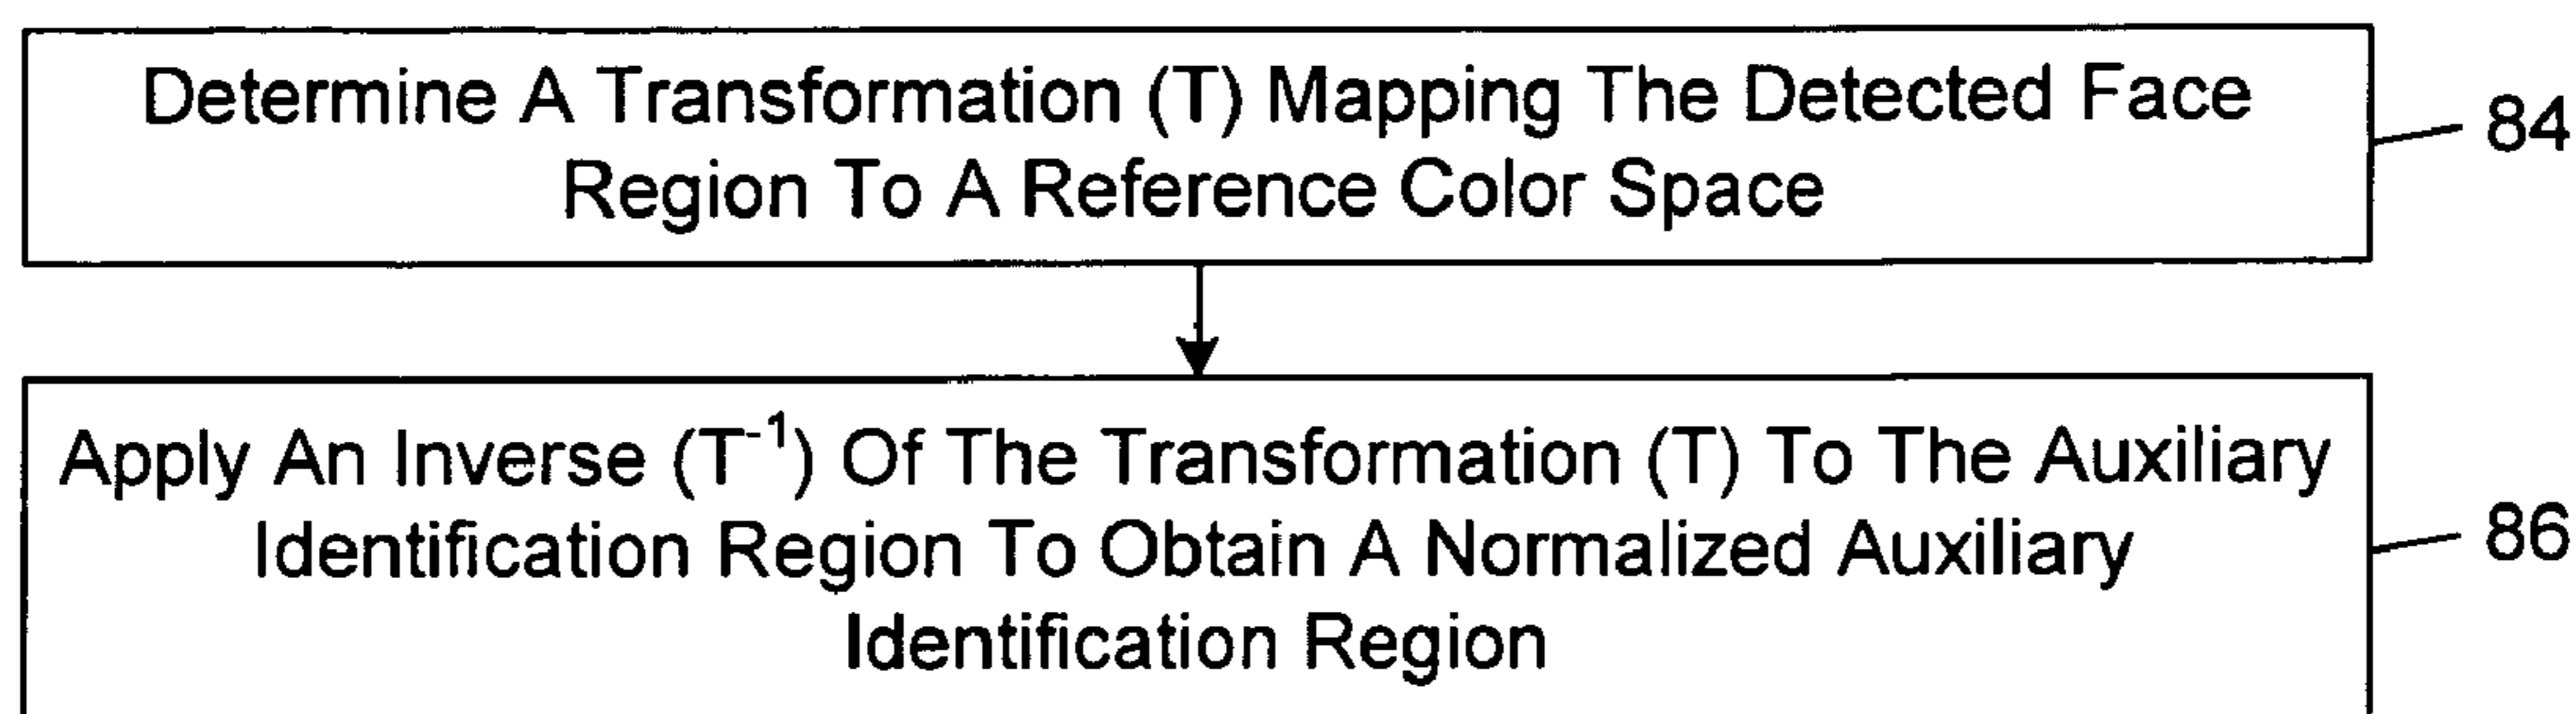 Determine A Transformation (T) Mapping The Detected Face
Region To A Reference Color Space
84
Apply An Inverse (T⁻¹) Of The Transformation (T) To The Auxiliary
Identification Region To Obtain A Normalized Auxiliary
Identification Region
86